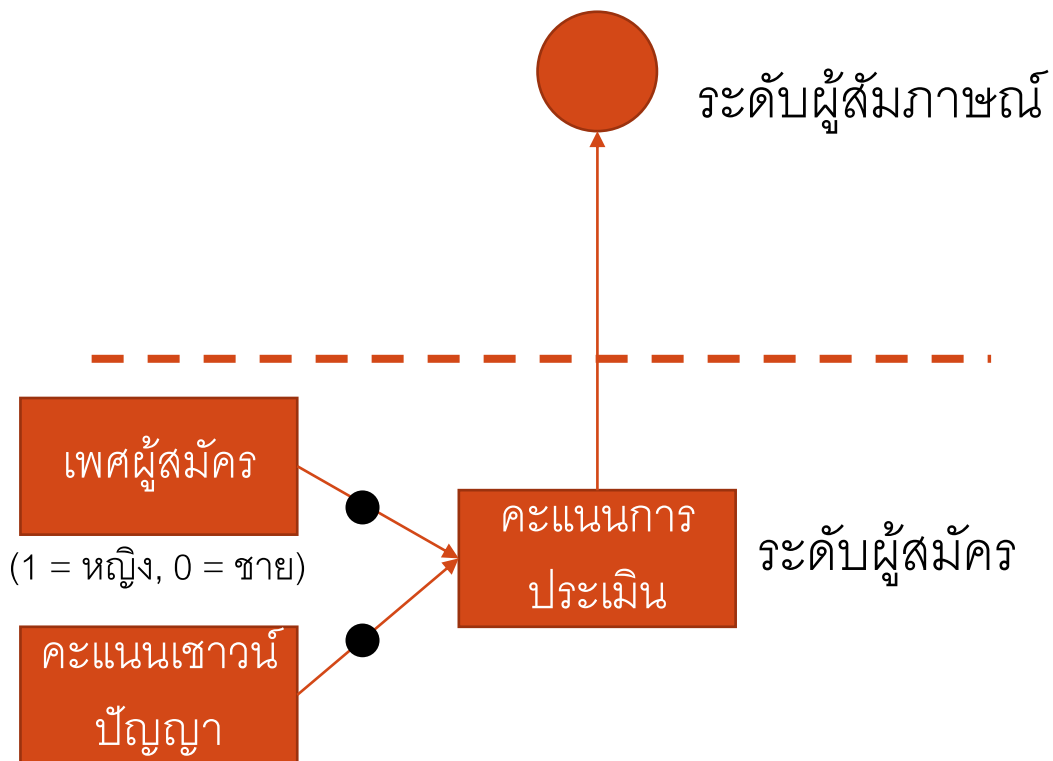 ระดับผู้สัมภาษณ์
เพศผู้สมัคร
(1 = หญิง, 0 = ชาย)
คะแนนการ
ประเมิน
ระดับผู้สมัคร
คะแนนเชาวน์
ปัญญา